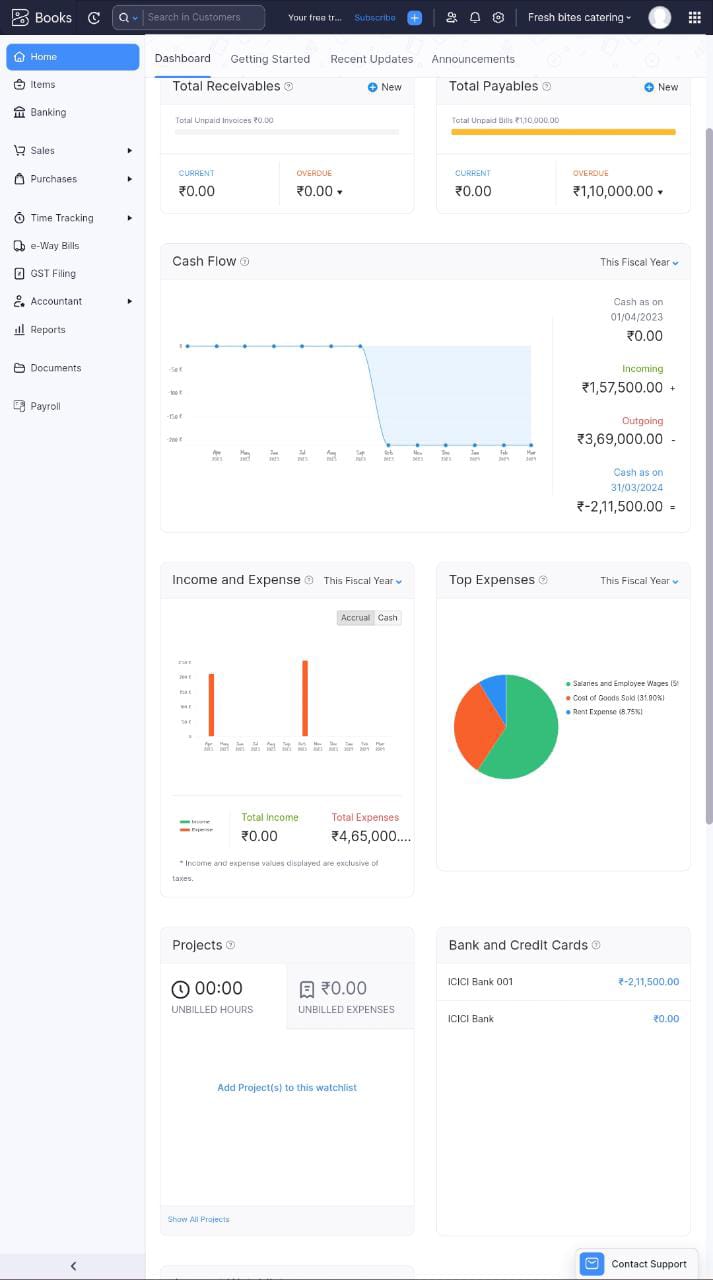 Books
Search in Customers
Your free tr... Subscribe
Fresh bites catering
Home
Items
Banking
Sales
Purchases
Time Tracking
e-Way Bills
GST Filing
Accountant
Reports
Documents
Payroll
Dashboard Getting Started Recent Updates Announcements
Total Receivables New
Total Unpaid Invoices ₹0.00
CURRENT OVERDUE
₹0.00 ₹0.00
Total Payables New
Total Unpaid Bills ₹1,10,000.00
CURRENT OVERDUE
₹0.00 ₹1,10,000.00
Cash Flow This Fiscal Year
0
-50 K
-100 K
-150 K
-200 K
Apr 2023 May 2023 Jun 2023 Jul 2023 Aug 2023 Sep 2023 Oct 2023 Nov 2023 Dec 2023 Jan 2024 Feb 2024 Mar 2024
Cash as on
01/04/2023
₹0.00
Incoming
₹1,57,500.00 +
Outgoing
₹3,69,000.00 -
Cash as on
31/03/2024
₹-2,11,500.00 =
Income and Expense This Fiscal Year
Accrual Cash
250 K
200 K
150 K
100 K
50 K
0
Apr 2023 May 2023 Jun 2023 Jul 2023 Aug 2023 Sep 2023 Oct 2023 Nov 2023 Dec 2023 Jan 2024 Feb 2024 Mar 2024
Income
Expense
Total Income Total Expenses
₹0.00 ₹4,65,000....
* Income and expense values displayed are exclusive of
taxes.
Top Expenses This Fiscal Year
Salaries and Employee Wages (5
Cost of Goods Sold (31.90%)
Rent Expense (8.75%)
Projects
00:00 ₹0.00
UNBILLED HOURS UNBILLED EXPENSES
Add Project(s) to this watchlist
Show All Projects
Bank and Credit Cards
ICICI Bank 001 ₹-2,11,500.00
ICICI Bank ₹0.00
Contact Support